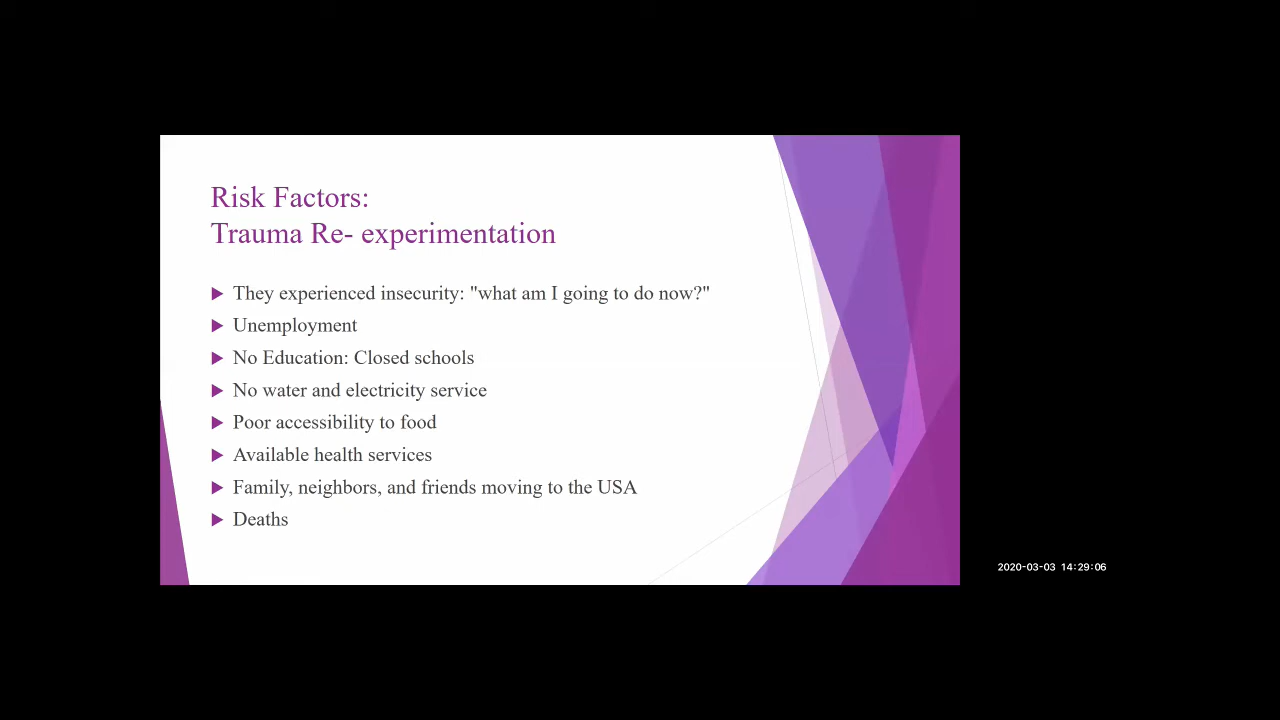 Risk Factors:
Trauma Re- experimentation
They experienced insecurity: "what am I going to do now?"
Unemployment
No Education: Closed schools
No water and electricity service
Poor accessibility to food
Available health services
Family, neighbors, and friends moving to the USA
Deaths
2020-03-03 14:29:06